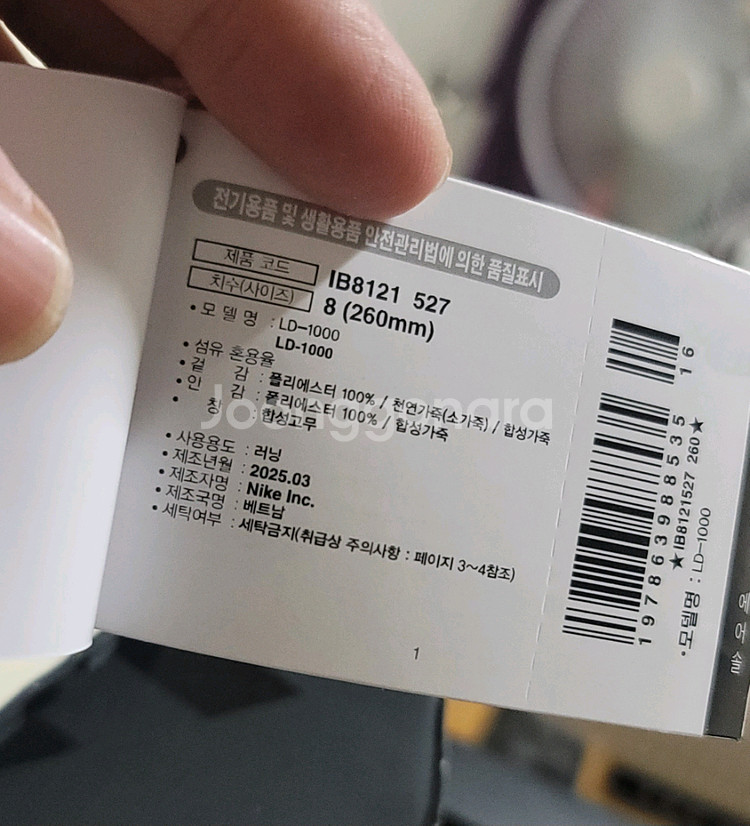 전기용품 및 생활용품 안전관리법에 의한 품질표시
제품 코드 IB8121 527
치수(사이즈) 8 (260mm)
• 모 델 명 : LD-1000
LD-1000
• 섬유 혼용율
• 겉 감 : 폴리에스터 100% / 천연가죽(소가죽) / 합성가죽
• 안 감 : 폴리에스터 100% / 합성가죽
• 창 : 합성고무
• 사용용도 : 러닝
• 제조년월 : 2025.03
• 제조자명 : Nike Inc.
• 제조국명 : 베트남
• 세탁여부 : 세탁금지(취급상 주의사항 : 페이지 3~4참조)
1
16
197863988535
★IB8121527 260★
• 모델명 : LD-1000
에어솔
Joonggonara